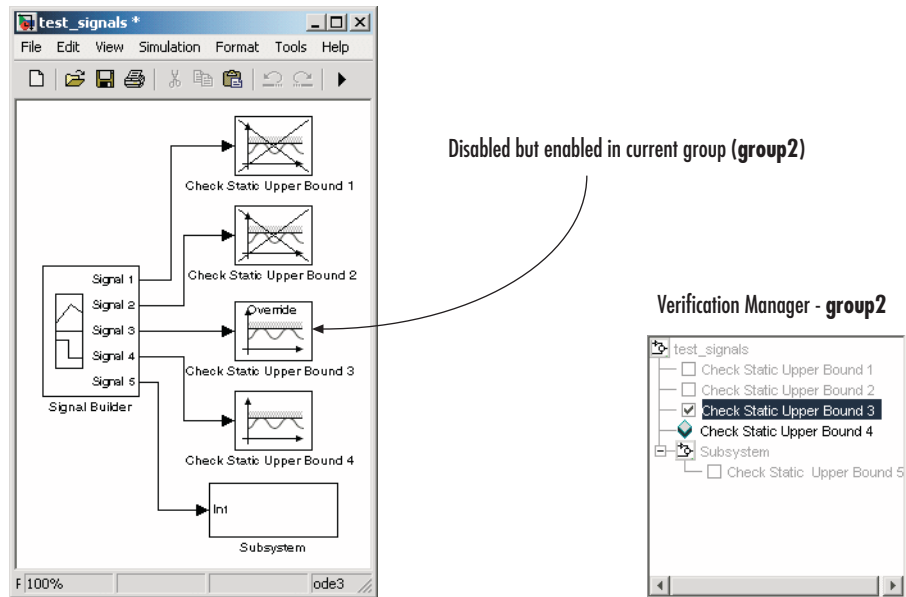 test_signals *
File Edit View Simulation Format Tools Help
Check Static Upper Bound 1
Check Static Upper Bound 2
Override
Check Static Upper Bound 3
Check Static Upper Bound 4
Signal 1
Signal 2
Signal 3
Signal 4
Signal 5
Signal Builder
In1
Subsystem
F 100% ode3
Disabled but enabled in current group (group2)
Verification Manager - group2
test_signals
Check Static Upper Bound 1
Check Static Upper Bound 2
Check Static Upper Bound 3
Check Static Upper Bound 4
Subsystem
Check Static Upper Bound 5